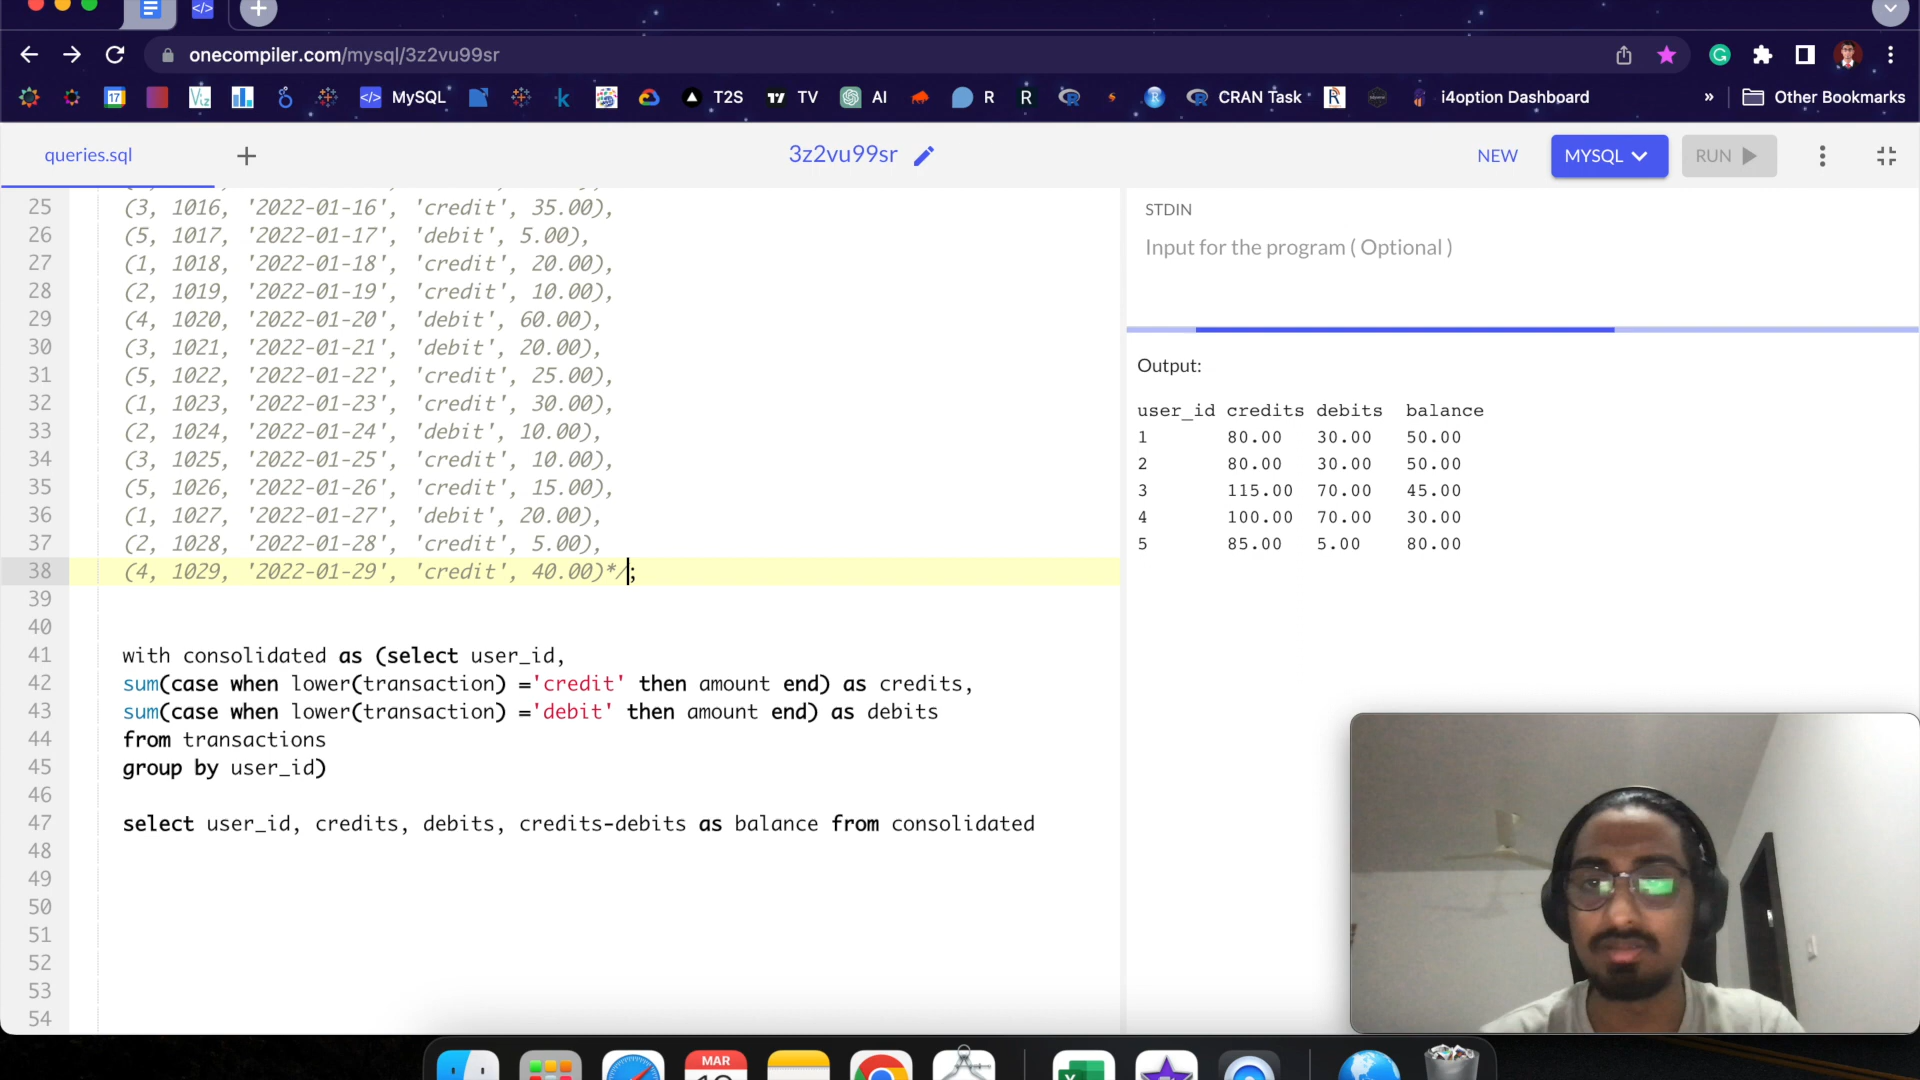 onecompiler.com/mysql/3z2vu99sr
17
MySQL
T2S
TV
AI
R
R
CRAN Task
R
i4option Dashboard
»
Other Bookmarks
queries.sql
3z2vu99sr
NEW
MYSQL
RUN
25 (3, 1016, '2022-01-16', 'credit', 35.00),
26 (5, 1017, '2022-01-17', 'debit', 5.00),
27 (1, 1018, '2022-01-18', 'credit', 20.00),
28 (2, 1019, '2022-01-19', 'credit', 10.00),
29 (4, 1020, '2022-01-20', 'debit', 60.00),
30 (3, 1021, '2022-01-21', 'debit', 20.00),
31 (5, 1022, '2022-01-22', 'credit', 25.00),
32 (1, 1023, '2022-01-23', 'credit', 30.00),
33 (2, 1024, '2022-01-24', 'debit', 10.00),
34 (3, 1025, '2022-01-25', 'credit', 10.00),
35 (5, 1026, '2022-01-26', 'credit', 15.00),
36 (1, 1027, '2022-01-27', 'debit', 20.00),
37 (2, 1028, '2022-01-28', 'credit', 5.00),
38 (4, 1029, '2022-01-29', 'credit', 40.00)*/;
39
40
41 with consolidated as (select user_id,
42 sum(case when lower(transaction) ='credit' then amount end) as credits,
43 sum(case when lower(transaction) ='debit' then amount end) as debits
44 from transactions
45 group by user_id)
46
47 select user_id, credits, debits, credits-debits as balance from consolidated
48
49
50
51
52
53
54
STDIN
Input for the program ( Optional )
Output:
user_id credits debits balance
1 80.00 30.00 50.00
2 80.00 30.00 50.00
3 115.00 70.00 45.00
4 100.00 70.00 30.00
5 85.00 5.00 80.00
MAR